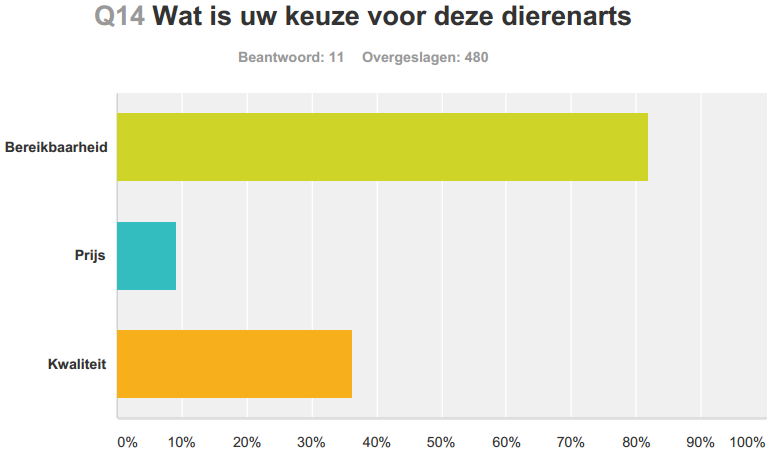 Q14 Wat is uw keuze voor deze dierenarts
Beantwoord: 11 Overgeslagen: 480
Bereikbaarheid
Prijs
Kwaliteit
0% 10% 20% 30% 40% 50% 60% 70% 80% 90% 100%